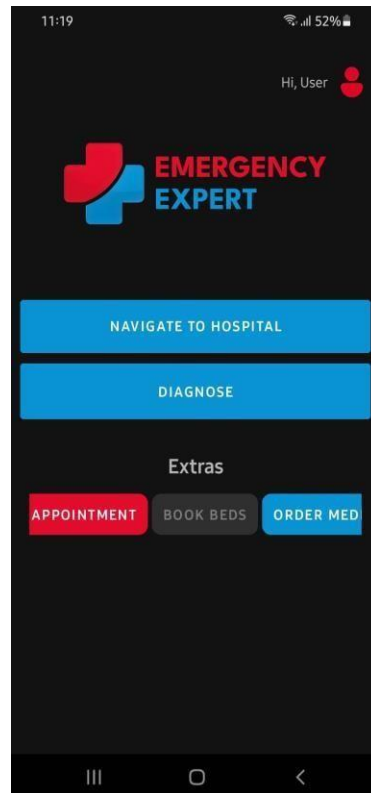 11:19 52%
Hi, User
EMERGENCY
EXPERT
NAVIGATE TO HOSPITAL
DIAGNOSE
Extras
APPOINTMENT BOOK BEDS ORDER MED